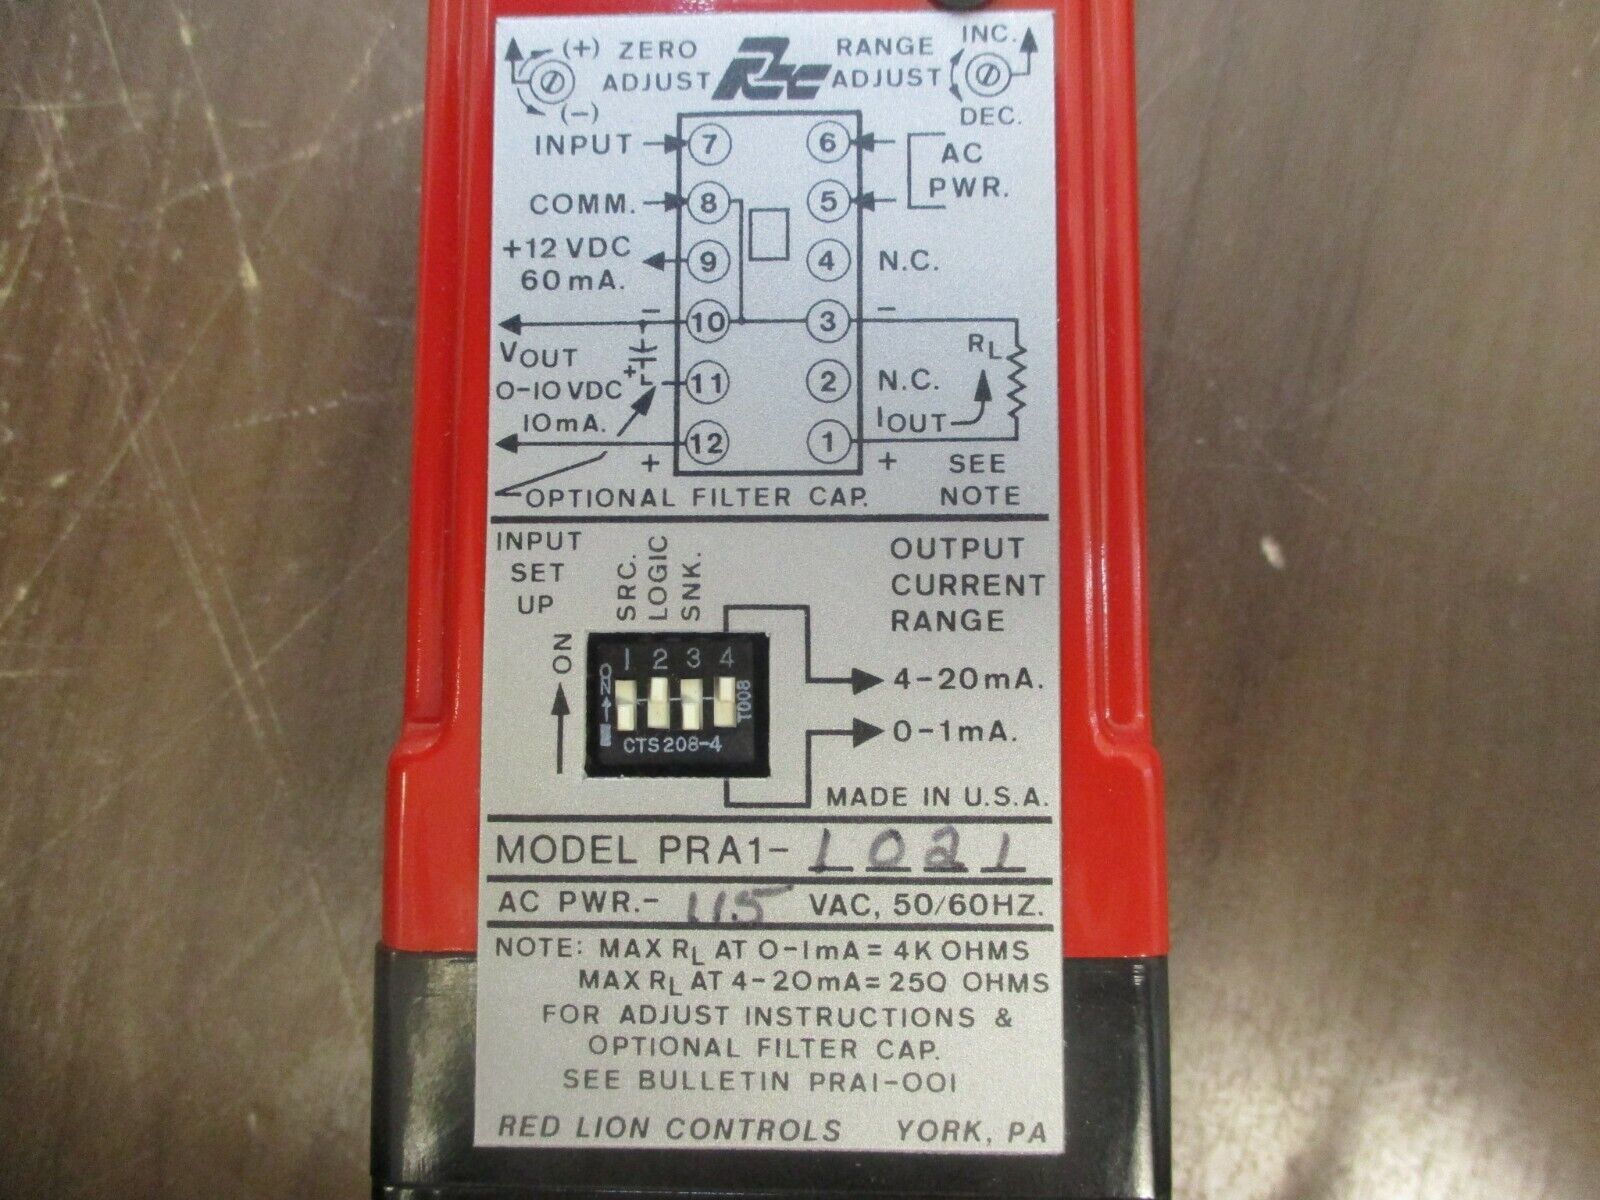 (+) ZERO ADJUST
(-)
RLC
RANGE ADJUST
INC.
DEC.
INPUT 7
6 AC PWR.
COMM. 8
5
+12 VDC 60mA. 9
4 N.C.
- 10
3 -
VOUT 0-10 VDC 10mA.
+ 11
2 N.C.
RL
IOUT
12 +
1 +
SEE NOTE
OPTIONAL FILTER CAP.
INPUT SET UP
SRC.
LOGIC
SNK.
OUTPUT CURRENT RANGE
ON
1 2 3 4
ON
1008
CTS 208-4
4-20mA.
0-1mA.
MADE IN U.S.A.
MODEL PRA1-1021
AC PWR.- 115 VAC, 50/60HZ.
NOTE: MAX RL AT 0-1mA = 4K OHMS
MAX RL AT 4-20mA = 250 OHMS
FOR ADJUST INSTRUCTIONS &
OPTIONAL FILTER CAP.
SEE BULLETIN PRA1-001
RED LION CONTROLS YORK, PA